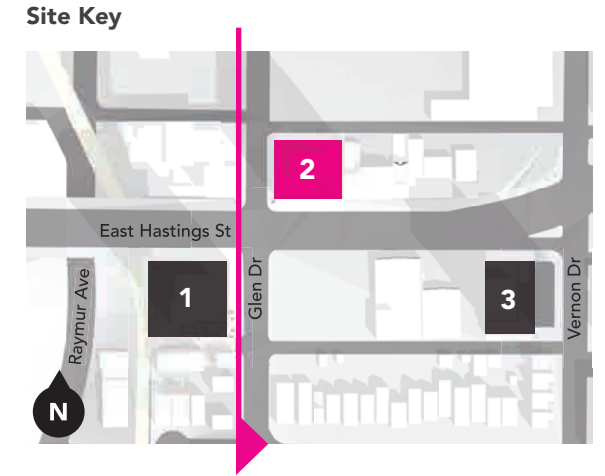 Site Key
2
East Hastings St
1
3
Raymur Ave
Glen Dr
Vernon Dr
N